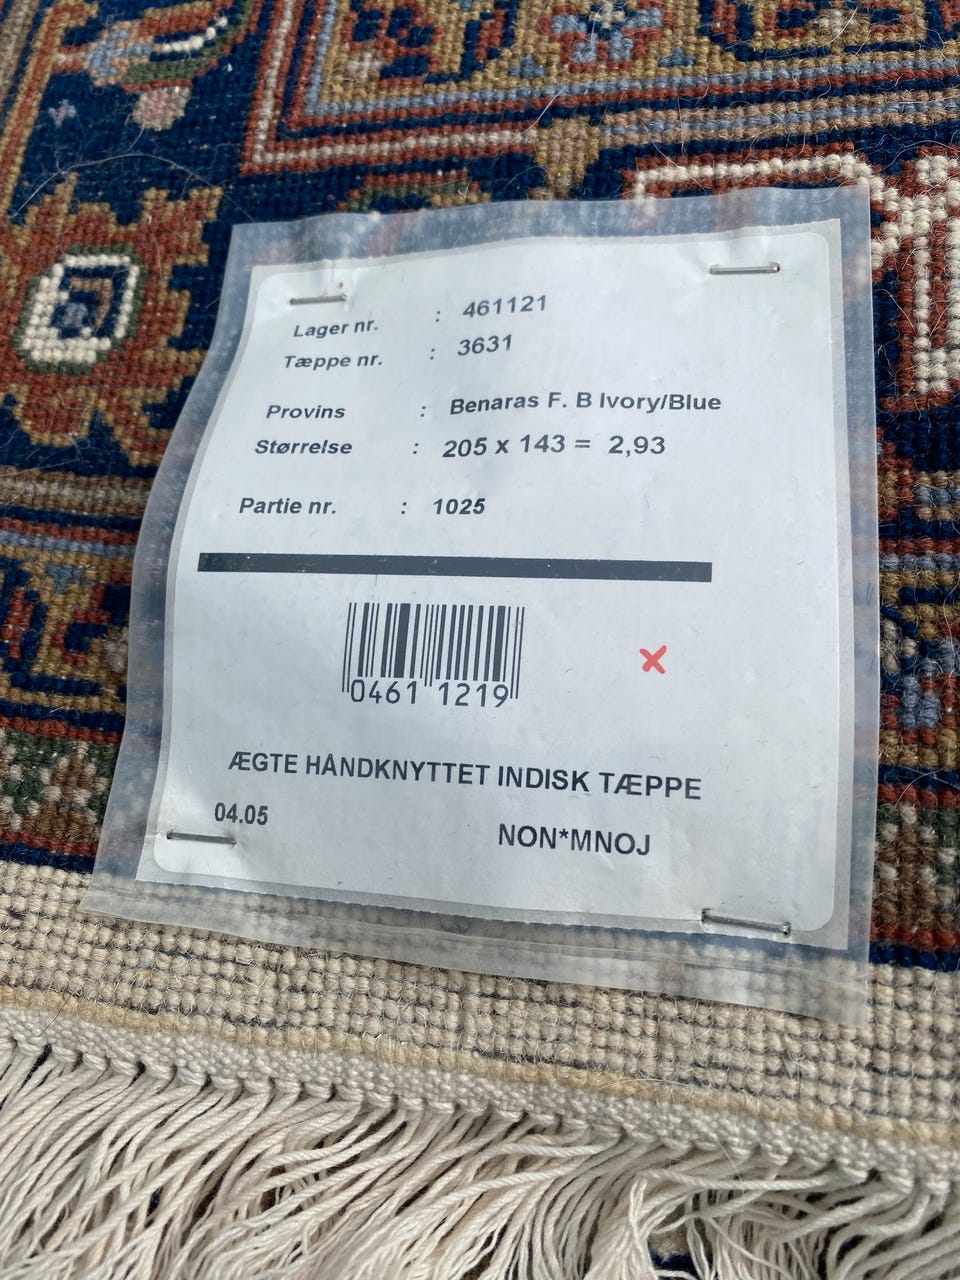 Lager nr. : 461121
Tæppe nr. : 3631
Provins : Benaras F. B Ivory/Blue
Størrelse : 205 x 143 = 2,93
Partie nr. : 1025
0461 1219
ÆGTE HÅNDKNYTTET INDISK TÆPPE
04.05
NON*MNOJ